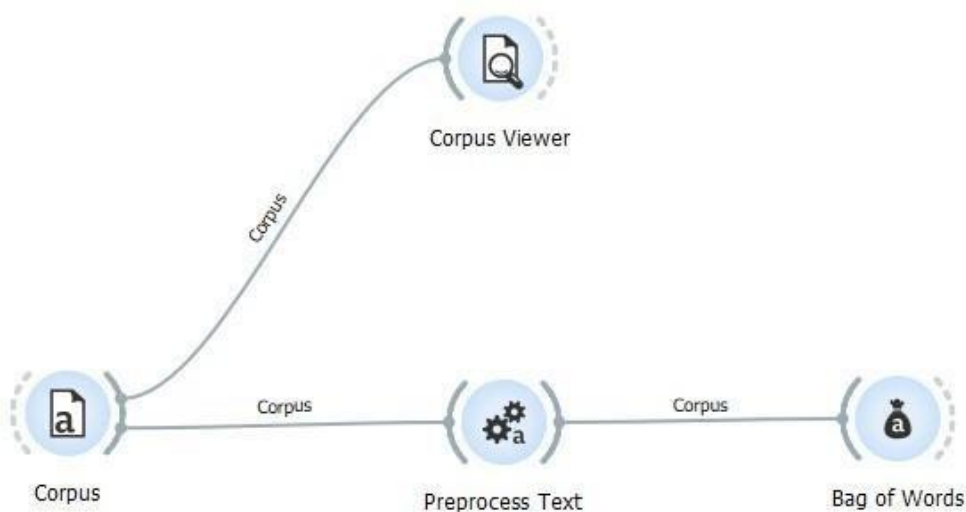 Corpus Viewer
Corpus
a
Corpus
Corpus
a
a
Corpus
Preprocess Text
Bag of Words